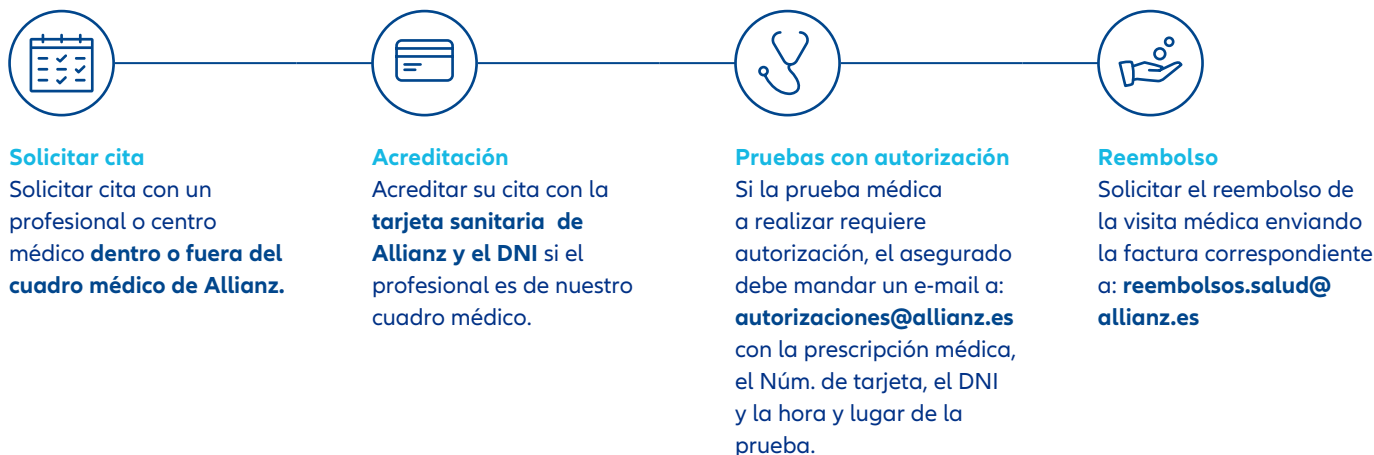 Solicitar cita
Solicitar cita con un
profesional o centro
médico dentro o fuera del
cuadro médico de Allianz.
Acreditación
Acreditar su cita con la
tarjeta sanitaria  de
Allianz y el DNI si el
profesional es de nuestro
cuadro médico.
Pruebas con autorización
Si la prueba médica
a realizar requiere
autorización, el asegurado
debe mandar un e-mail a:
autorizaciones@allianz.es
con la prescripción médica,
el Núm. de tarjeta, el DNI
y la hora y lugar de la
prueba.
Reembolso
Solicitar el reembolso de
la visita médica enviando
la factura correspondiente
a: reembolsos.salud@
allianz.es